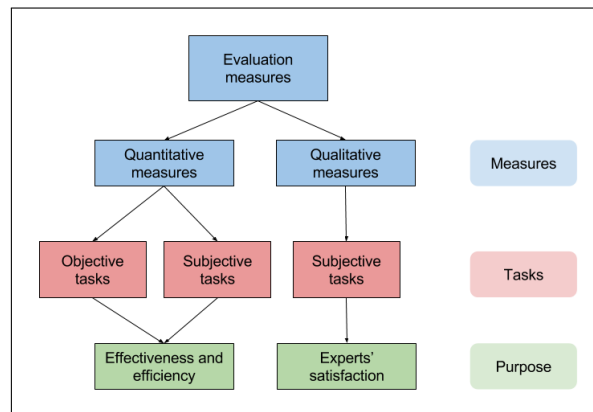 Evaluation
measures
Quantitative
measures
Qualitative
measures
Measures
Objective
tasks
Subjective
tasks
Subjective
tasks
Tasks
Effectiveness and
efficiency
Experts’
satisfaction
Purpose